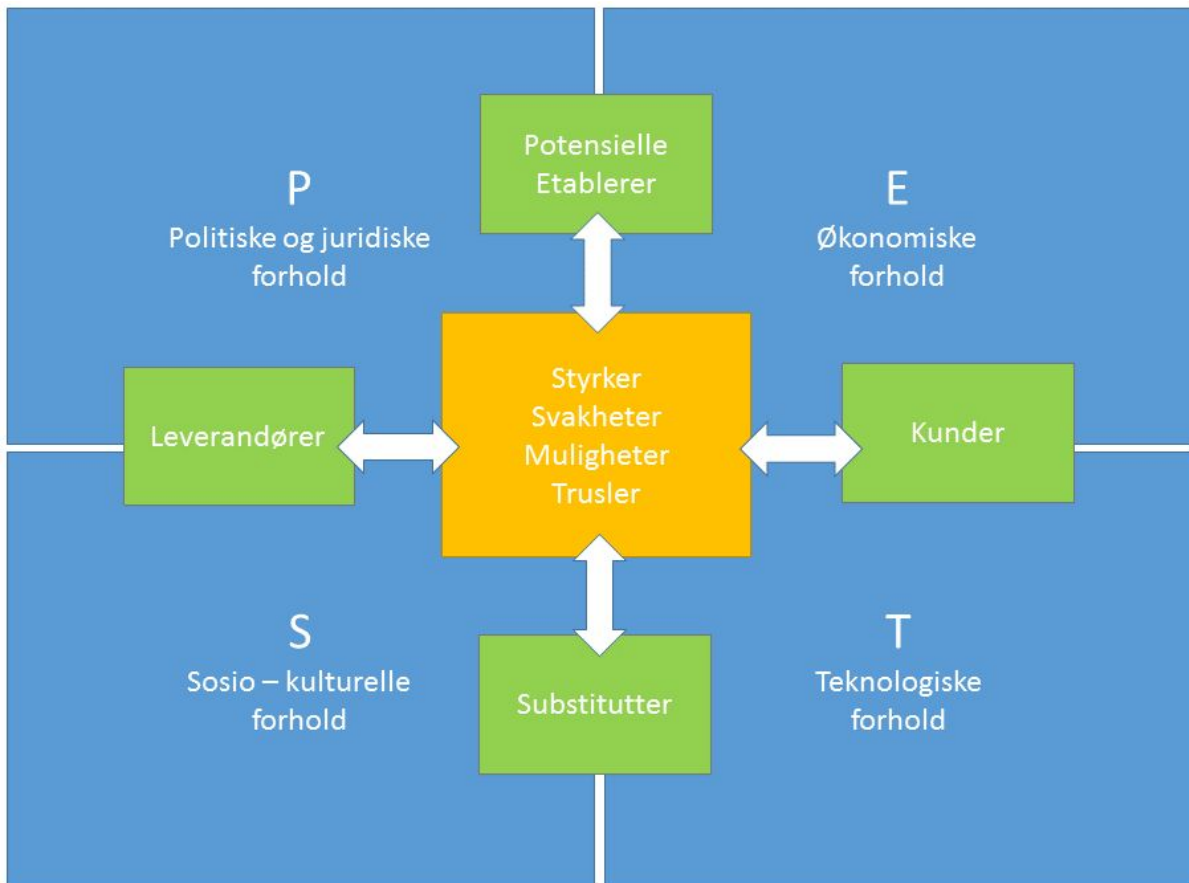 Potensielle
Etablerer
P
Politiske og juridiske
forhold
E
Økonomiske
forhold
Leverandører
Styrker
Svakheter
Muligheter
Trusler
Kunder
S
Sosio – kulturelle
forhold
Substitutter
T
Teknologiske
forhold